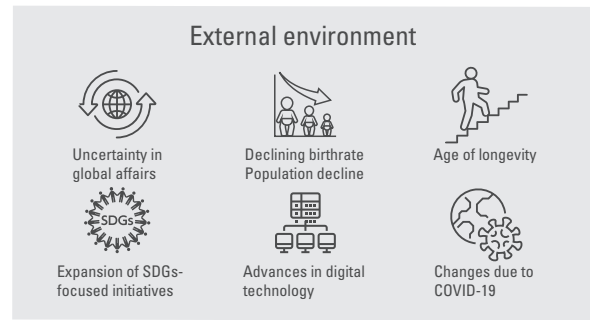 External environment
Uncertainty in
global affairs
Declining birthrate
Population decline
Age of longevity
SDGs
Expansion of SDGs-
focused initiatives
Advances in digital
technology
Changes due to
COVID-19